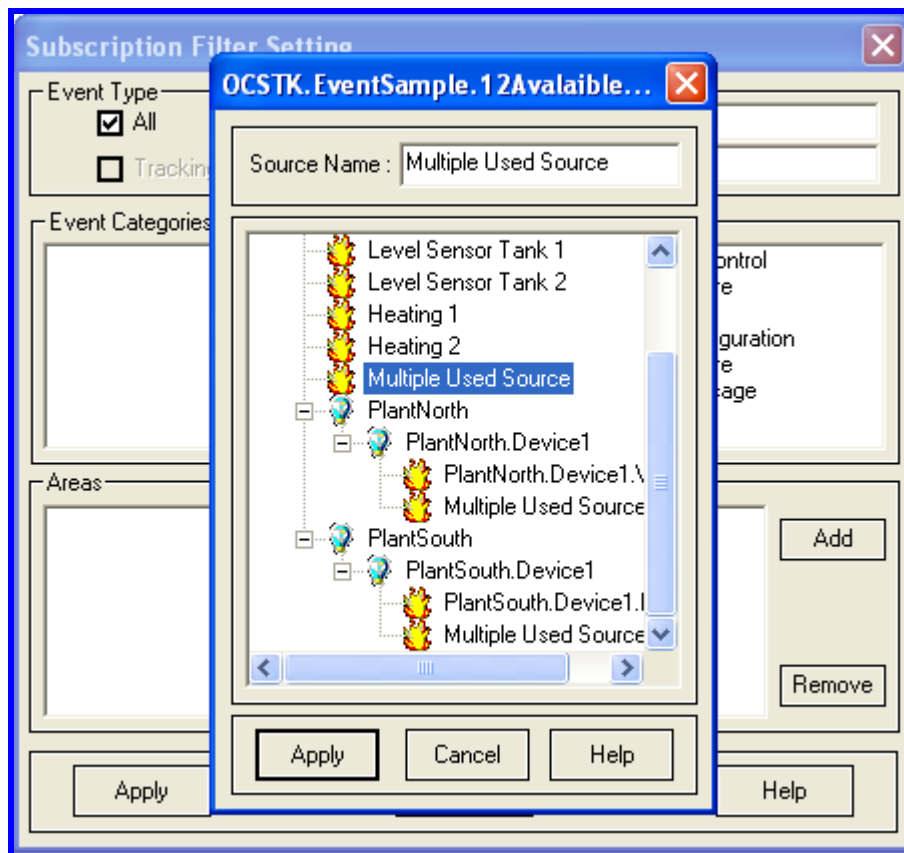 Subscription Filter Setting
OCSTK.EventSample.12Avalaible...
Event Type
All
Tracking
Source Name : Multiple Used Source
Event Categories
Level Sensor Tank 1
Level Sensor Tank 2
Heating 1
Heating 2
Multiple Used Source
PlantNorth
PlantNorth.Device1
PlantNorth.Device1.\
Multiple Used Source
PlantSouth
PlantSouth.Device1
PlantSouth.Device1.
Multiple Used Source
ontrol
re
guration
re
sage
Areas
Add
Remove
Apply Cancel Help
Apply Help